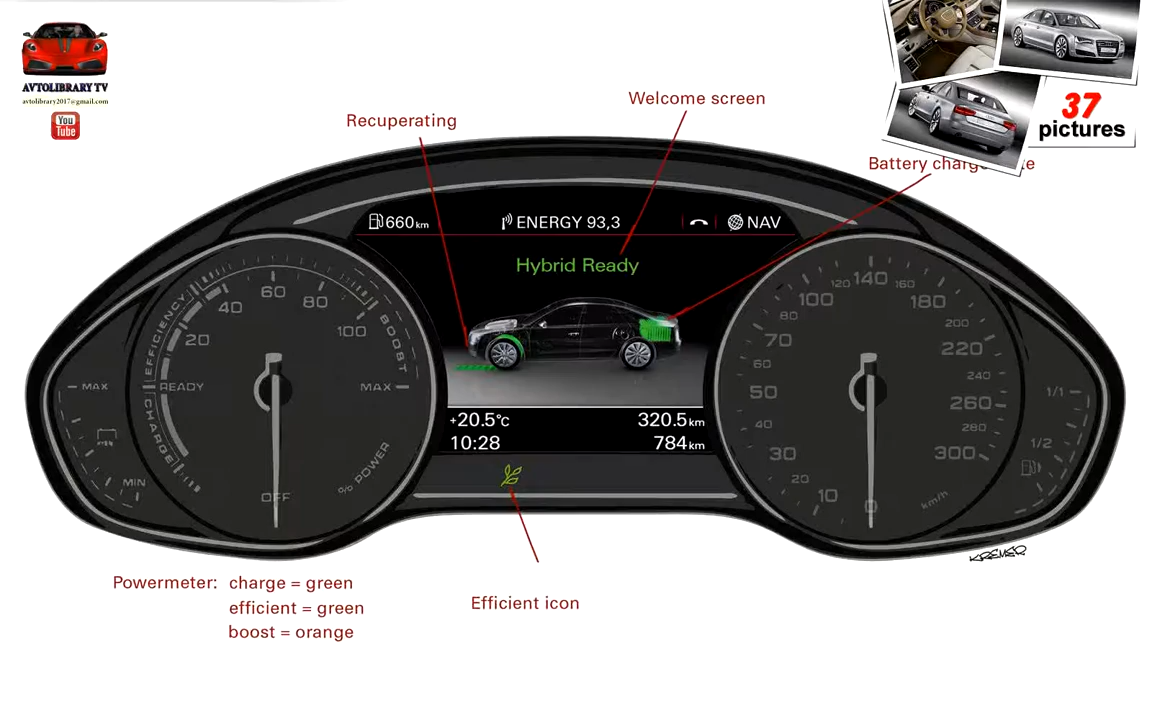 AVTOLIBRARY TV
avtolibrary2017@gmail.com
You
Tube
37
pictures
Welcome screen
Recuperating
Battery
660km
ENERGY 93,3
NAV
Hybrid Ready
+20.5°C
320.5km
10:28
784km
EFFICIENCY
BOOST
CHARGE
READY
20
40
60
80
100
MAX
% POWER
OFF
MAX
MIN
0
10
20
30
40
50
60
70
80
100
120
140
160
180
200
220
240
260
280
300
km/h
1/1
1/2
KREMER
Powermeter: charge = green
efficient = green
boost = orange
Efficient icon